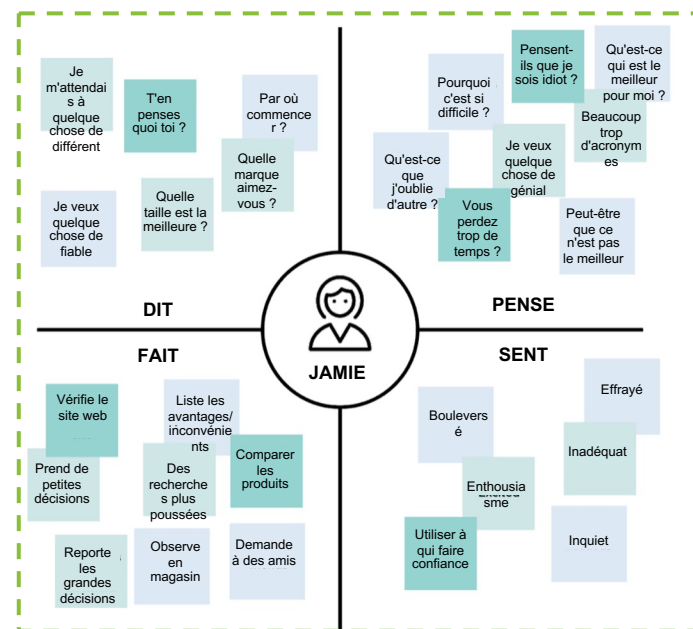 Je
m'attendai
s à
quelque
chose de
différent
T'en
penses
quoi toi ?
Par où
commence
r ?
Quelle
marque
aimez-
vous ?
Quelle
taille est la
meilleure ?
Je veux
quelque
chose de
fiable
DIT
Pensent-
ils que je
sois idiot ?
Qu'est-ce
qui est le
meilleur
pour moi ?
Pourquoi
c'est si
difficile ?
Beaucoup
trop
d'acronym
es
Je veux
quelque
chose de
génial
Qu'est-ce
que
j'oublie
d'autre ?
Vous
perdez
trop de
temps ?
Peut-être
que ce
n'est pas
le meilleur
PENSE
JAMIE
FAIT
Vérifie le
site web
Liste les
avantages/
inconvénie
nts
Prend de
petites
décisions
Des
recherche
s plus
poussées
Comparer
les
produits
Reporte
les
grandes
décisions
Observe
en
magasin
Demande
à des amis
SENT
Effrayé
Boulevers
é
Inadéquat
Enthousia
sme
Utiliser à
qui faire
confiance
Inquiet